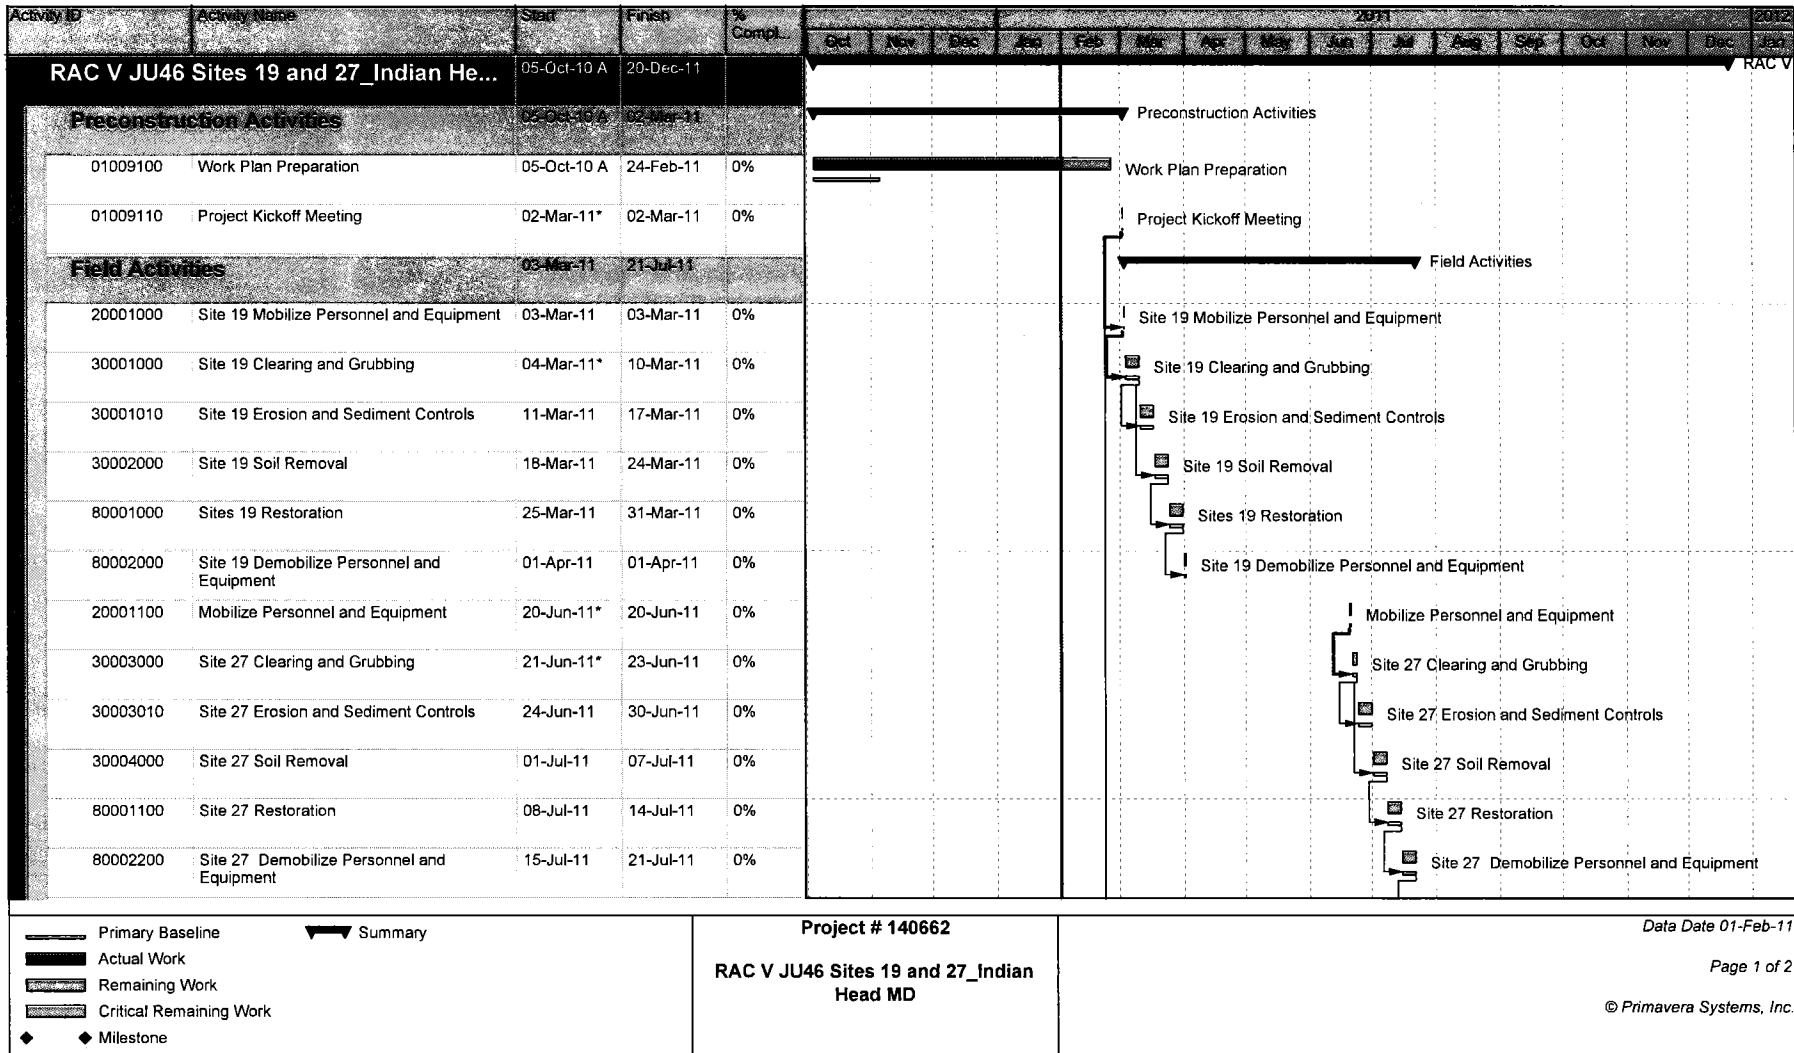 Activity ID Activity Name Start Finish % Compl... 2011 2012
Oct Nov Dec Jan Feb Mar Apr May Jun Jul Aug Sep Oct Nov Dec Jan
RAC V JU46 Sites 19 and 27_Indian He... 05-Oct-10 A 20-Dec-11 RAC V
Preconstruction Activities 05-Oct-10 A 02-Mar-11 Preconstruction Activities
01009100 Work Plan Preparation 05-Oct-10 A 24-Feb-11 0% Work Plan Preparation
01009110 Project Kickoff Meeting 02-Mar-11* 02-Mar-11 0% Project Kickoff Meeting
Field Activities 03-Mar-11 21-Jul-11 Field Activities
20001000 Site 19 Mobilize Personnel and Equipment 03-Mar-11 03-Mar-11 0% Site 19 Mobilize Personnel and Equipment
30001000 Site 19 Clearing and Grubbing 04-Mar-11* 10-Mar-11 0% Site 19 Clearing and Grubbing
30001010 Site 19 Erosion and Sediment Controls 11-Mar-11 17-Mar-11 0% Site 19 Erosion and Sediment Controls
30002000 Site 19 Soil Removal 18-Mar-11 24-Mar-11 0% Site 19 Soil Removal
80001000 Sites 19 Restoration 25-Mar-11 31-Mar-11 0% Sites 19 Restoration
80002000 Site 19 Demobilize Personnel and Equipment 01-Apr-11 01-Apr-11 0% Site 19 Demobilize Personnel and Equipment
20001100 Mobilize Personnel and Equipment 20-Jun-11* 20-Jun-11 0% Mobilize Personnel and Equipment
30003000 Site 27 Clearing and Grubbing 21-Jun-11* 23-Jun-11 0% Site 27 Clearing and Grubbing
30003010 Site 27 Erosion and Sediment Controls 24-Jun-11 30-Jun-11 0% Site 27 Erosion and Sediment Controls
30004000 Site 27 Soil Removal 01-Jul-11 07-Jul-11 0% Site 27 Soil Removal
80001100 Site 27 Restoration 08-Jul-11 14-Jul-11 0% Site 27 Restoration
80002200 Site 27 Demobilize Personnel and Equipment 15-Jul-11 21-Jul-11 0% Site 27 Demobilize Personnel and Equipment
Primary Baseline Summary
Actual Work
Remaining Work
Critical Remaining Work
Milestone
Project # 140662
RAC V JU46 Sites 19 and 27_Indian
Head MD
Data Date 01-Feb-11
Page 1 of 2
© Primavera Systems, Inc.